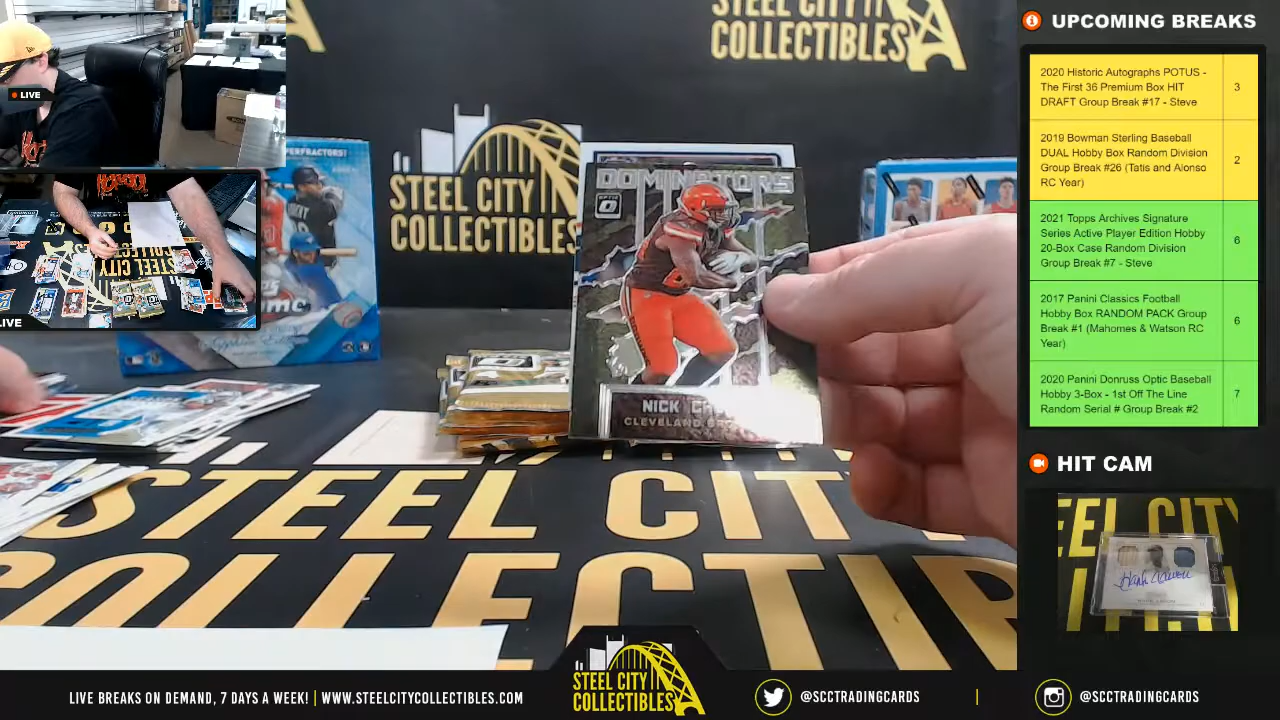 LIVE
LIVE
STEEL CITY
COLLECTIBLES
STEEL CITY
COLLECTIBLES
DOMINATORS
OPTIC
NICK
CLEVELAND
STEEL CITY
STEEL CITY
UPCOMING BREAKS
2020 Historic Autographs POTUS -
The First 36 Premium Box HIT
DRAFT Group Break #17 - Steve
3
2019 Bowman Sterling Baseball
DUAL Hobby Box Random Division
Group Break #26 (Tatis and Alonso
RC Year)
2
2021 Topps Archives Signature
Series Active Player Edition Hobby
20-Box Case Random Division
Group Break #7 - Steve
6
2017 Panini Classics Football
Hobby Box RANDOM PACK Group
Break #1 (Mahomes & Watson RC
Year)
6
2020 Panini Donruss Optic Baseball
Hobby 3-Box - 1st Off The Line
Random Serial # Group Break #2
7
HIT CAM
LIVE BREAKS ON DEMAND, 7 DAYS A WEEK! | WWW.STEELCITYCOLLECTIBLES.COM
STEEL CITY
COLLECTIBLES
@SCCTRADINGCARDS
|
@SCCTRADINGCARDS